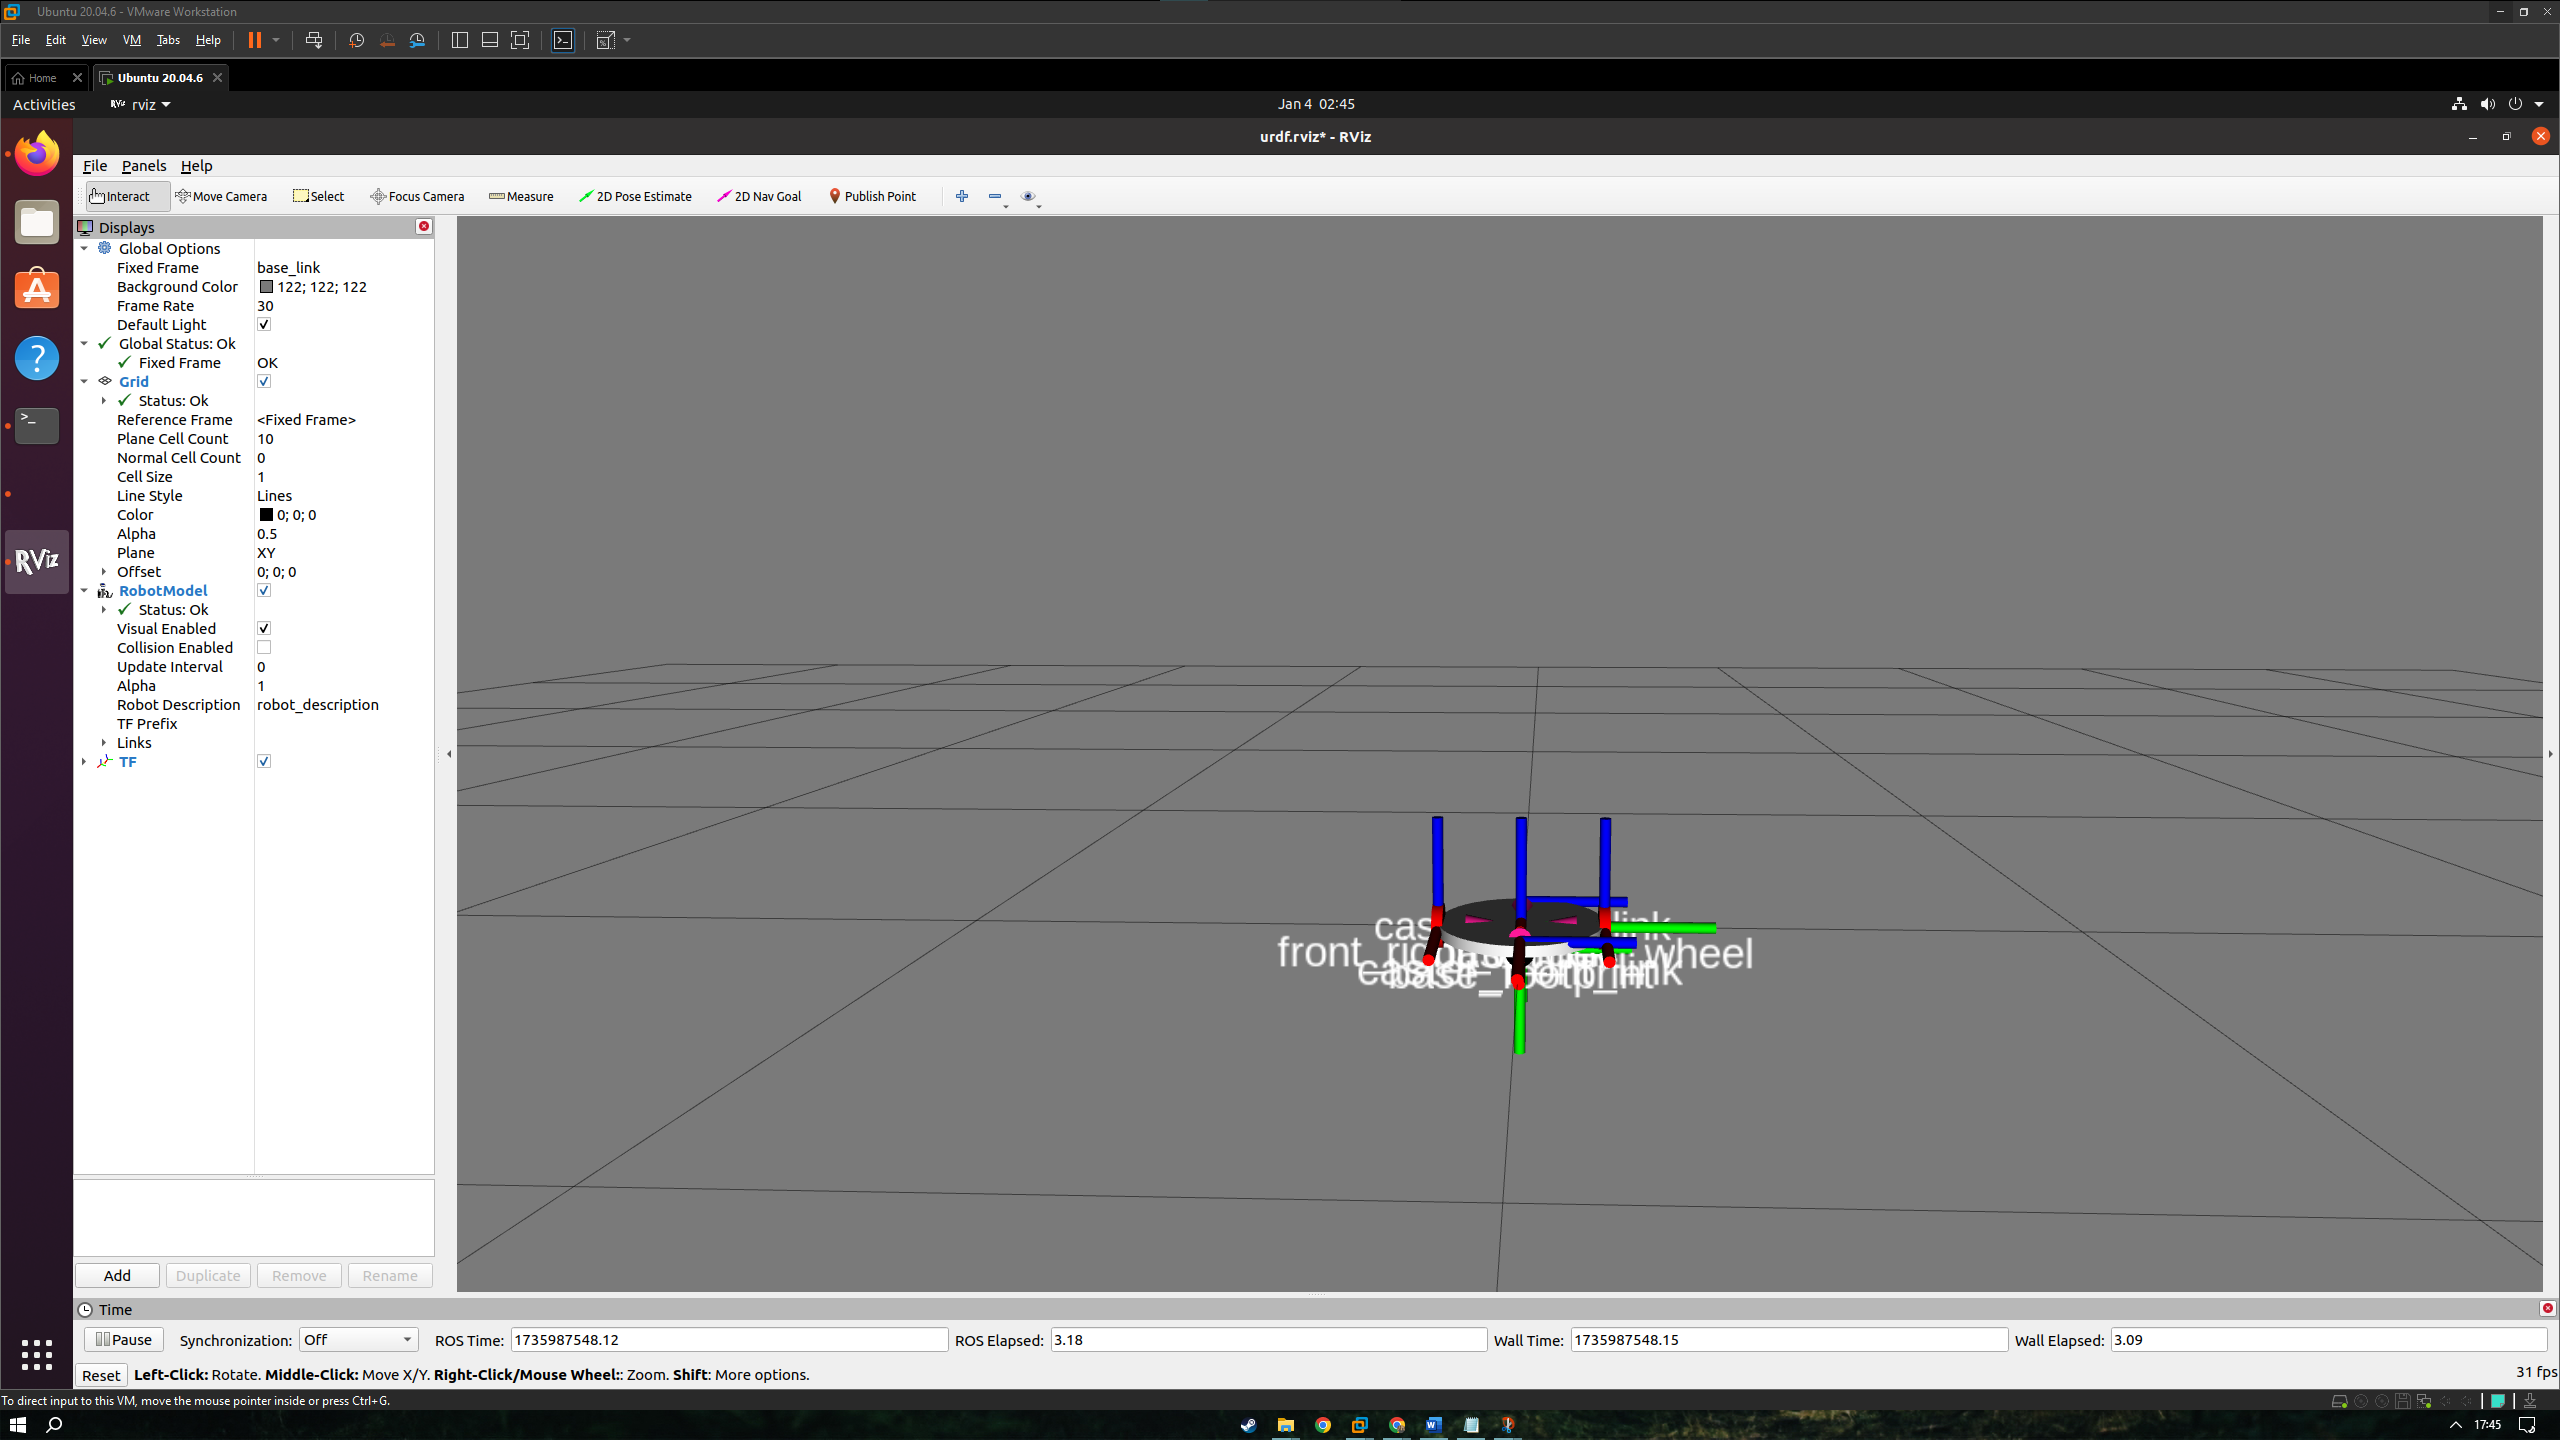 Ubuntu 20.04.6 - VMware Workstation
File Edit View VM Tabs Help
Home Ubuntu 20.04.6
Activities RViz rviz Jan 4 02:45
urdf.rviz* - RViz
File Panels Help
Interact Move Camera Select Focus Camera Measure 2D Pose Estimate 2D Nav Goal Publish Point
Displays
Global Options
Fixed Frame base_link
Background Color 122; 122; 122
Frame Rate 30
Default Light
Global Status: Ok
Fixed Frame OK
Grid
Status: Ok
Reference Frame <Fixed Frame>
Plane Cell Count 10
Normal Cell Count 0
Cell Size 1
Line Style Lines
Color 0; 0; 0
Alpha 0.5
RViz
Plane XY
Offset 0; 0; 0
RobotModel
Status: Ok
Visual Enabled
Collision Enabled
Update Interval 0
Alpha 1
Robot Description robot_description
TF Prefix
Links
TF
wheel
base_footprint
Add Duplicate Remove Rename
Time
Pause Synchronization: Off ROS Time: 1735987548.12 ROS Elapsed: 3.18 Wall Time: 1735987548.15 Wall Elapsed: 3.09
Reset Left-Click: Rotate. Middle-Click: Move X/Y. Right-Click/Mouse Wheel:: Zoom. Shift: More options. 31 fps
To direct input to this VM, move the mouse pointer inside or press Ctrl+G.
17:45